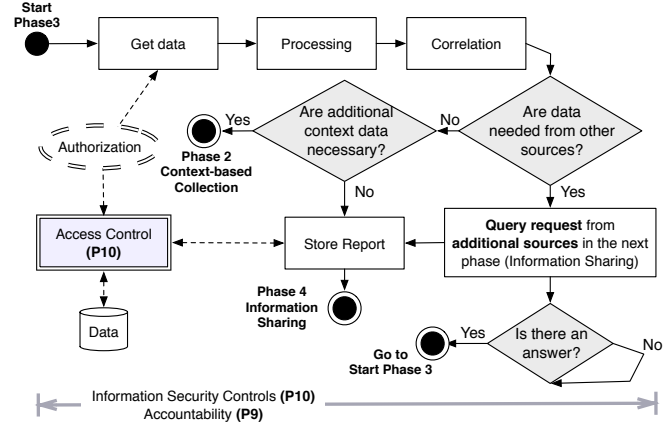 Start
Phase3
Get data
Processing
Correlation
Authorization
Yes
Phase 2
Context-based
Collection
Are additional
context data
necessary?
No
Are data
needed from other
sources?
No
Yes
Access Control
(P10)
Store Report
Query request from
additional sources in the next
phase (Information Sharing)
Data
Phase 4
Information
Sharing
Go to
Start Phase 3
Yes
Is there an
answer?
No
Information Security Controls (P10)
Accountability (P9)